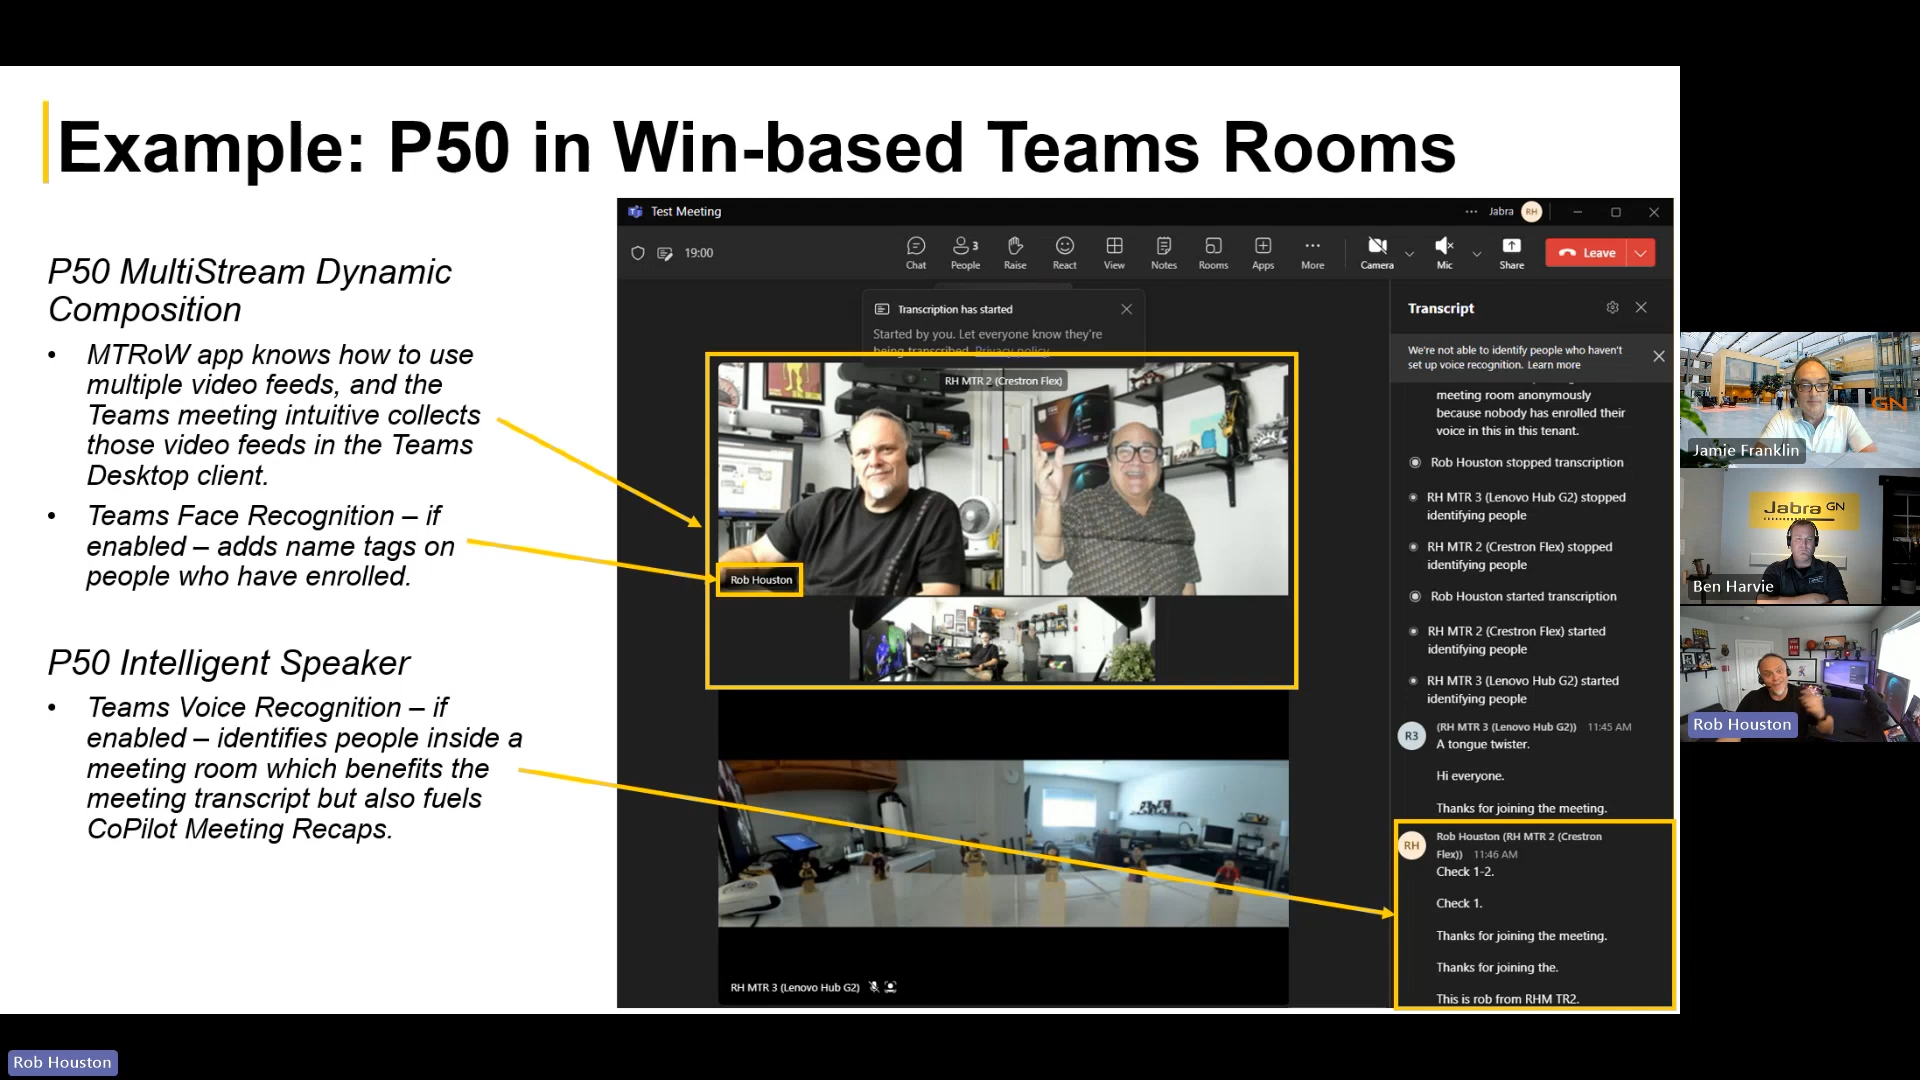 Example: P50 in Win-based Teams Rooms
P50 MultiStream Dynamic
Composition
• MTRoW app knows how to use
multiple video feeds, and the
Teams meeting intuitive collects
those video feeds in the Teams
Desktop client.
• Teams Face Recognition – if
enabled – adds name tags on
people who have enrolled.
P50 Intelligent Speaker
• Teams Voice Recognition – if
enabled – identifies people inside a
meeting room which benefits the
meeting transcript but also fuels
CoPilot Meeting Recaps.
Test Meeting
Jabra RH
19:00
Chat
People 3
Raise
React
View
Notes
Rooms
Apps
More
Camera
Mic
Share
Leave
Transcription has started
Started by you. Let everyone know they're
being transcribed. Privacy policy
RH MTR 2 (Crestron Flex)
Rob Houston
RH MTR 3 (Lenovo Hub G2)
Transcript
We're not able to identify people who haven't
set up voice recognition. Learn more
meeting room anonymously
because nobody has enrolled their
voice in this in this tenant.
Rob Houston stopped transcription
RH MTR 3 (Lenovo Hub G2) stopped
identifying people
RH MTR 2 (Crestron Flex) stopped
identifying people
Rob Houston started transcription
RH MTR 2 (Crestron Flex) started
identifying people
RH MTR 3 (Lenovo Hub G2) started
identifying people
R3
(RH MTR 3 (Lenovo Hub G2)) 11:45 AM
A tongue twister.
Hi everyone.
Thanks for joining the meeting.
RH
Rob Houston (RH MTR 2 (Crestron
Flex)) 11:46 AM
Check 1-2.
Check 1.
Thanks for joining the meeting.
Thanks for joining the.
This is rob from RHM TR2.
GN
Jamie Franklin
Jabra GN
Ben Harvie
Rob Houston
Rob Houston